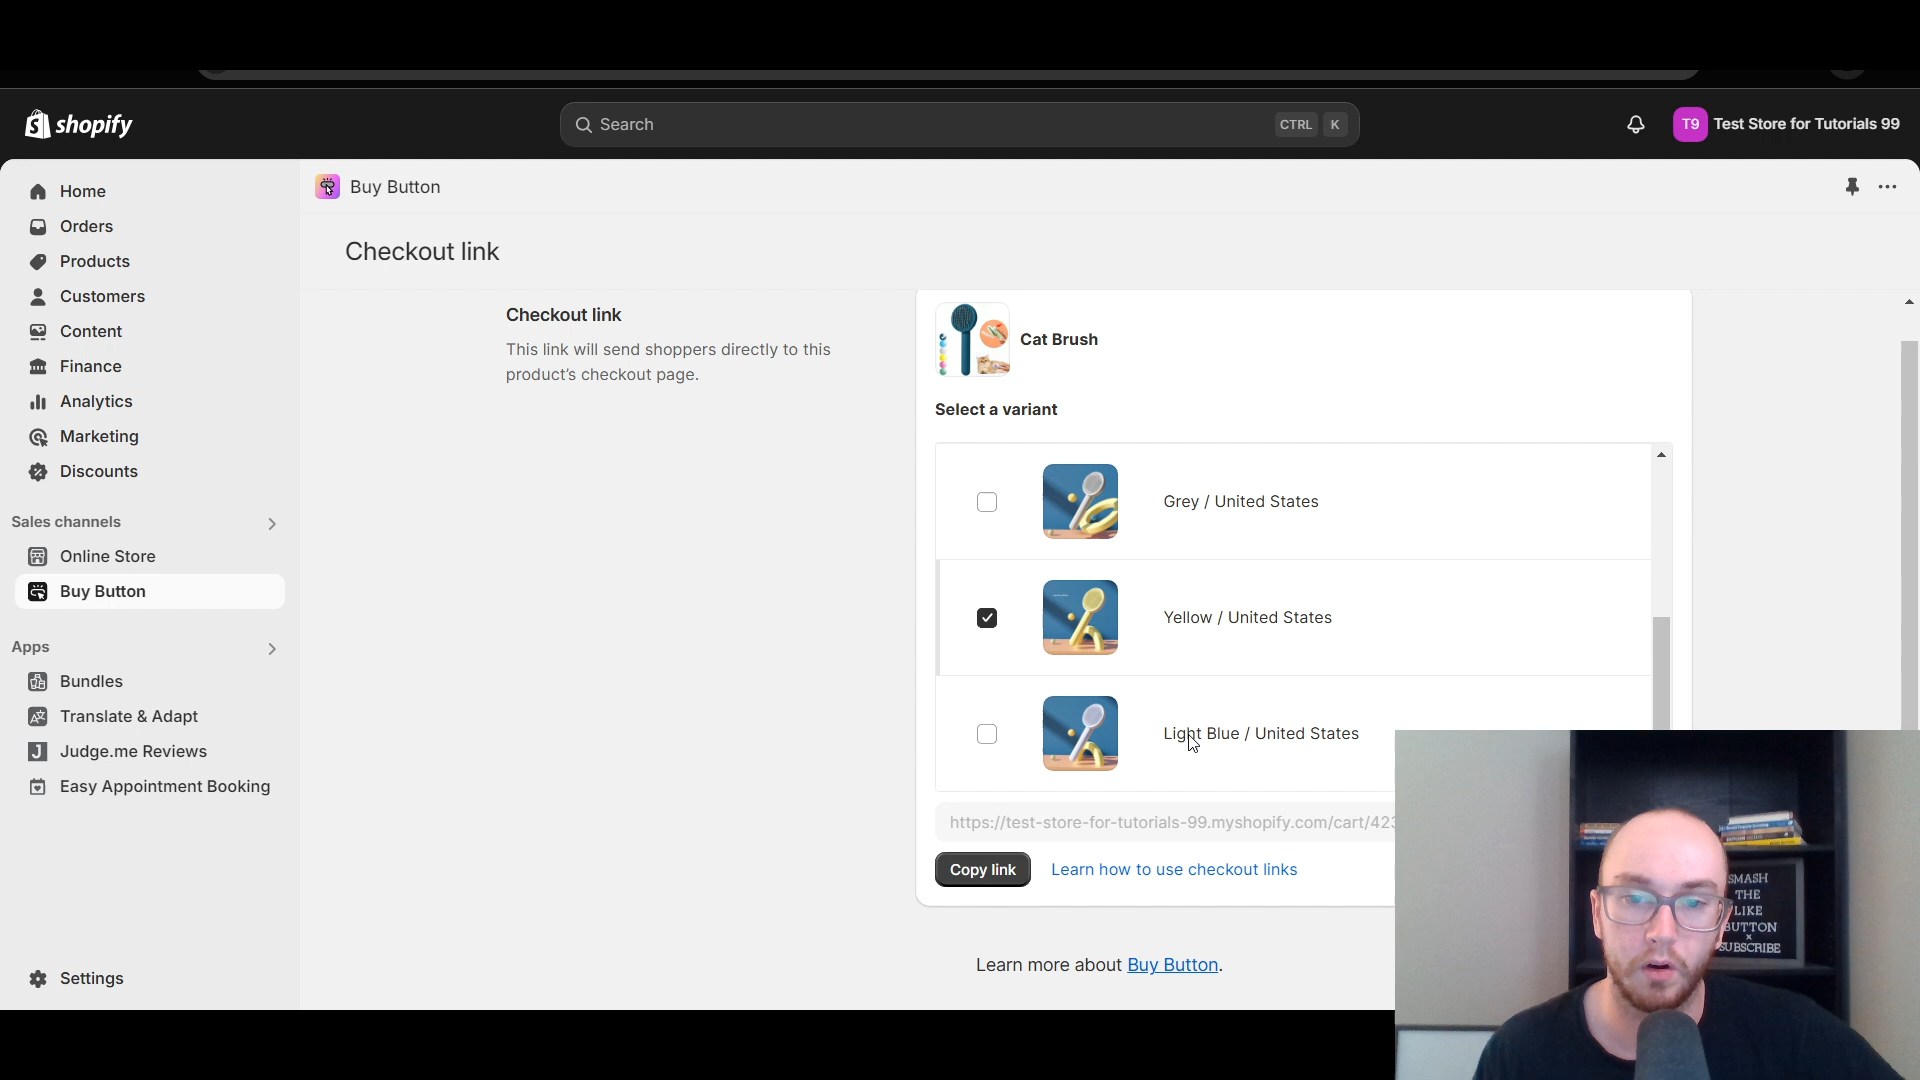 shopify
Search
CTRL K
T9
Test Store for Tutorials 99
Home
Orders
Products
Customers
Content
Finance
Analytics
Marketing
Discounts
Sales channels
Online Store
Buy Button
Apps
Bundles
Translate & Adapt
J Judge.me Reviews
Easy Appointment Booking
Settings
Buy Button
Checkout link
Checkout link
This link will send shoppers directly to this
product's checkout page.
Cat Brush
Select a variant
Grey / United States
Yellow / United States
Light Blue / United States
https://test-store-for-tutorials-99.myshopify.com/cart/423
Copy link
Learn how to use checkout links
Learn more about Buy Button.
SMASH
THE
LIKE
BUTTON
×
SUBSCRIBE